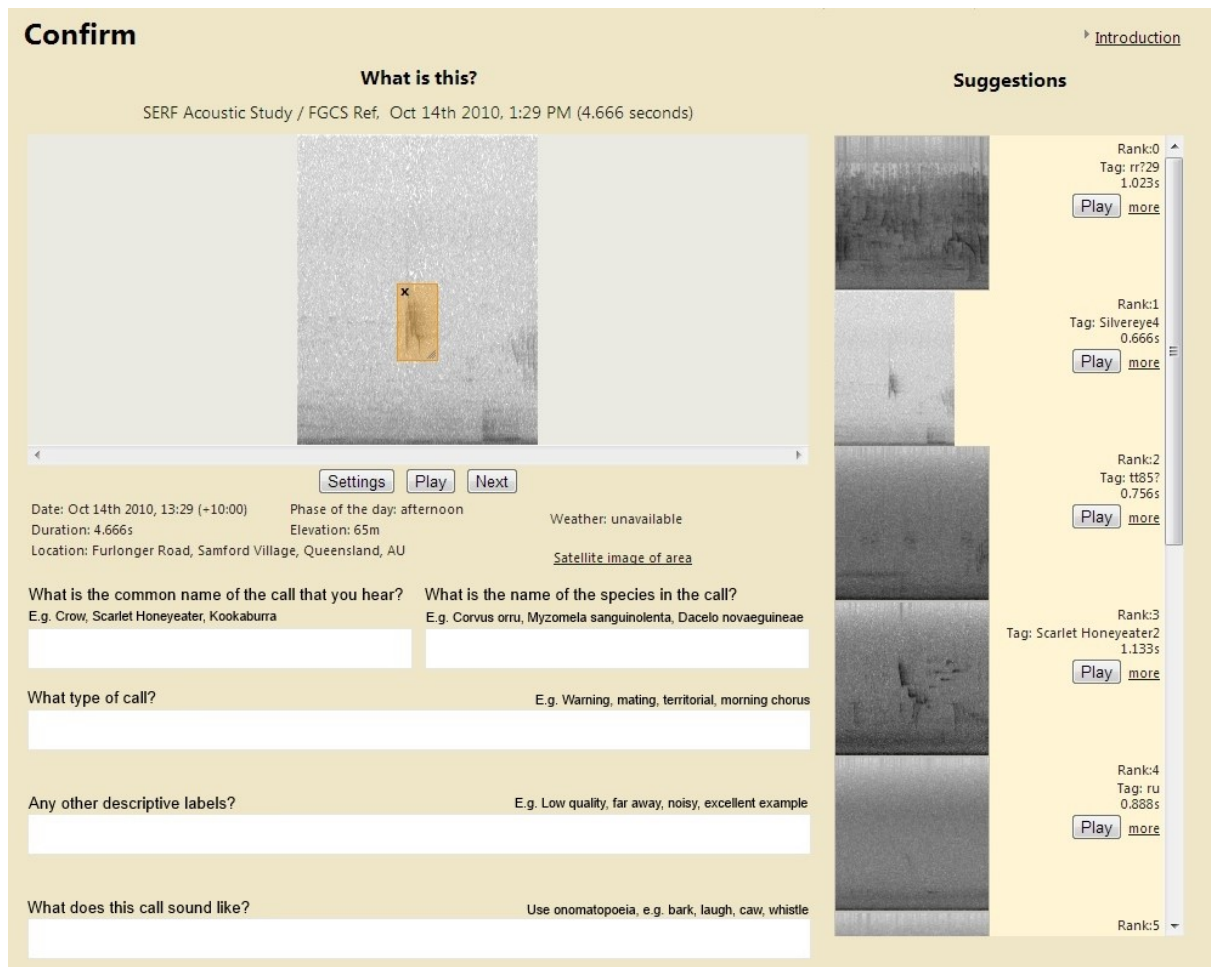 Confirm
Introduction
What is this?
SERF Acoustic Study / FGCS Ref, Oct 14th 2010, 1:29 PM (4.666 seconds)
x
Settings Play Next
Date: Oct 14th 2010, 13:29 (+10:00) Phase of the day: afternoon
Weather: unavailable
Duration: 4.666s Elevation: 65m
Location: Furlonger Road, Samford Village, Queensland, AU
Satellite image of area
What is the common name of the call that you hear?
E.g. Crow, Scarlet Honeyeater, Kookaburra
What is the name of the species in the call?
E.g. Corvus orru, Myzomela sanguinolenta, Dacelo novaeguineae
What type of call? E.g. Warning, mating, territorial, morning chorus
Any other descriptive labels? E.g. Low quality, far away, noisy, excellent example
What does this call sound like? Use onomatopoeia, e.g. bark, laugh, caw, whistle
Suggestions
Rank:0
Tag: rr?29
1.023s
Play more
Rank:1
Tag: Silvereye4
0.666s
Play more
Rank:2
Tag: tt85?
0.756s
Play more
Rank:3
Tag: Scarlet Honeyeater2
1.133s
Play more
Rank:4
Tag: ru
0.888s
Play more
Rank:5